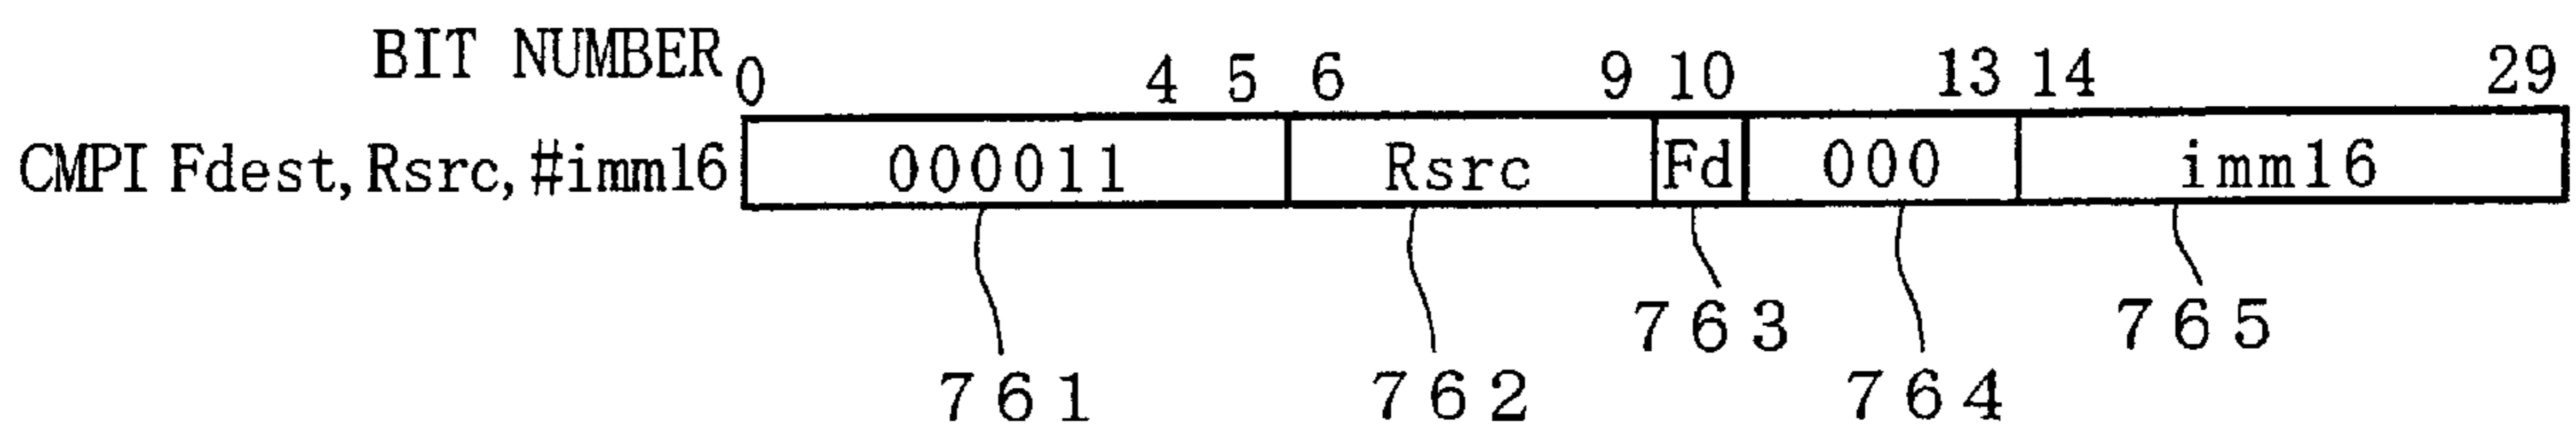 BIT NUMBER 0 4 5 6 9 10 13 14 29
CMPI Fdest, Rsrc, #imm16 000011 Rsrc Fd 000 imm16
763 765
761 762 764